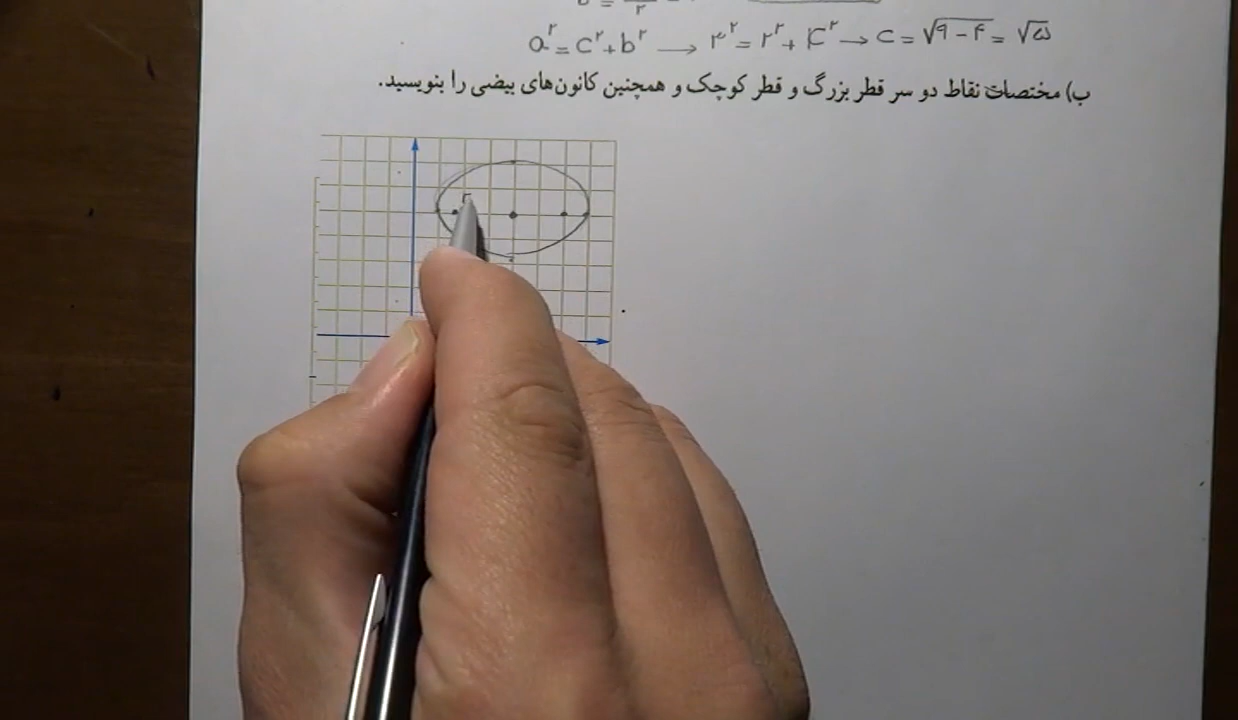 a² = c² + b² → ۳² = ۲² + c² → c = √۹-۴ = √۵
ب) مختصات نقاط دو سر قطر بزرگ و قطر کوچک و همچنین کانون‌های بیضی را بنویسید.
F